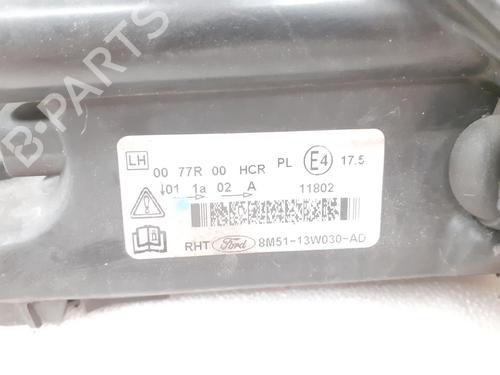 B-PARTS
LH 00 77R 00 HCR PL E4 17.5
01 1a 02 A 11802
RHT Ford 8M51-13W030-AD